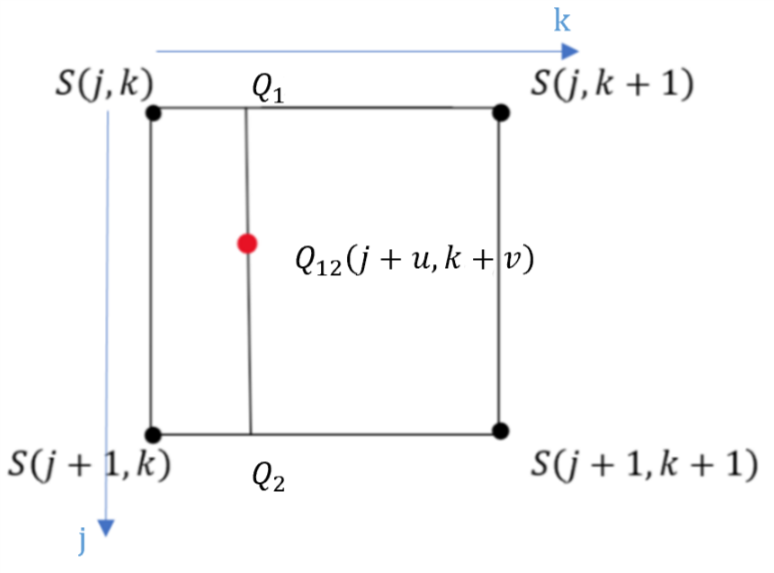 k
S(j, k)
Q₁
S(j, k + 1)
Q₁₂(j + u, k + v)
S(j + 1, k)
Q₂
S(j + 1, k + 1)
j